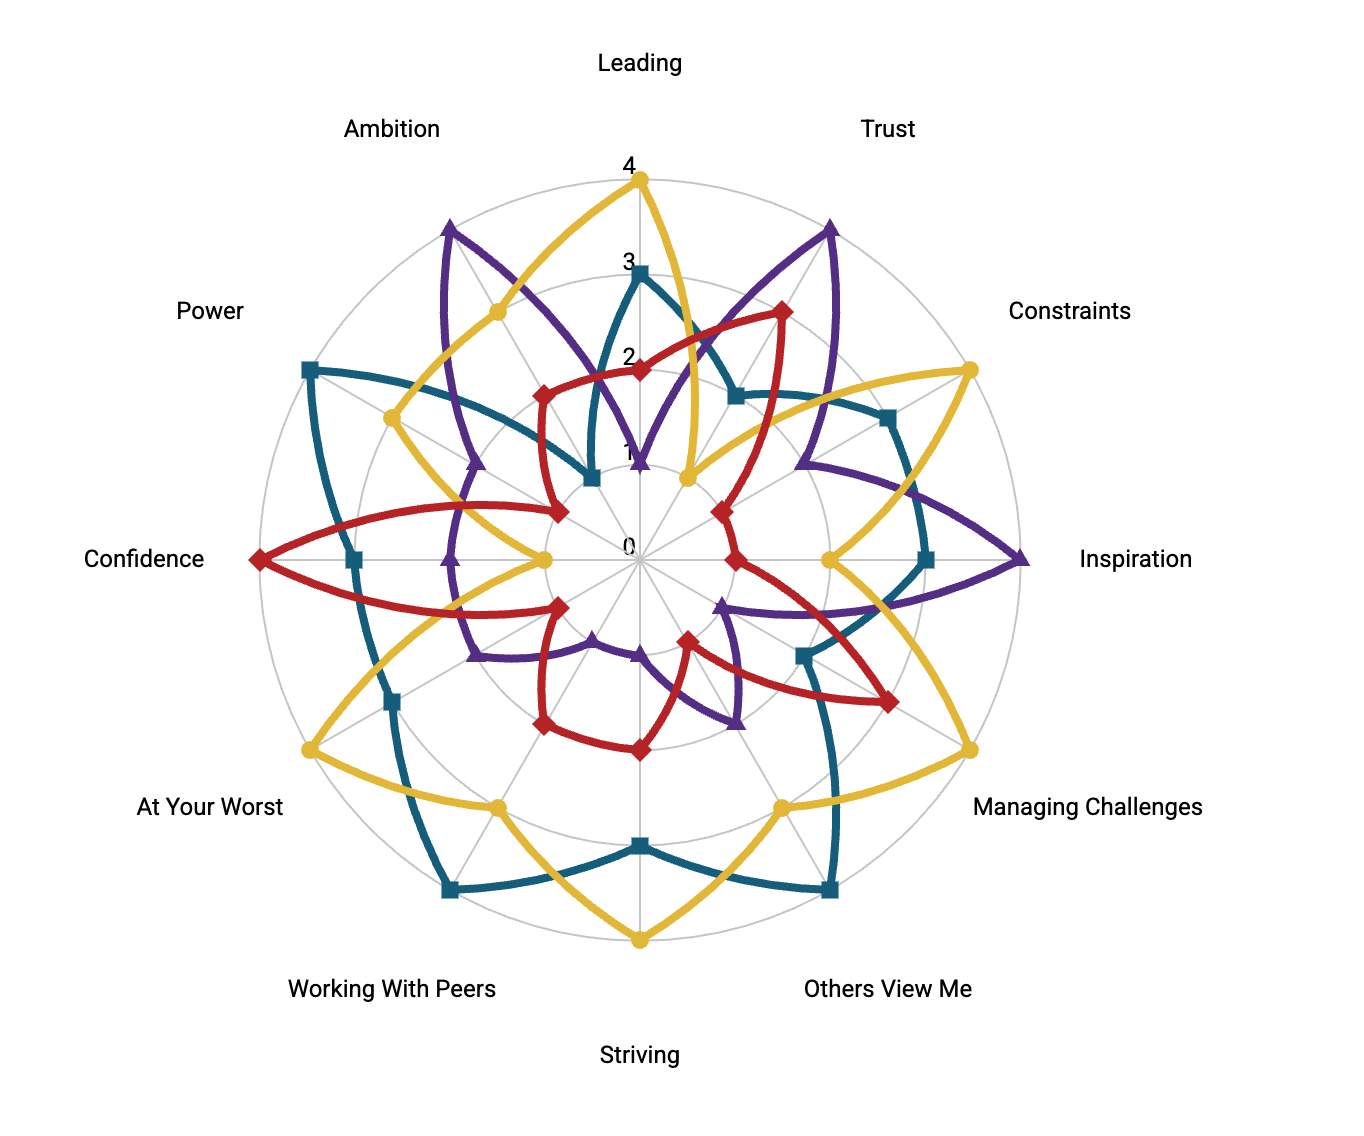 Leading
Ambition
Trust
4
Power
3
Constraints
2
1
0
Confidence
Inspiration
At Your Worst
Managing Challenges
Working With Peers
Others View Me
Striving